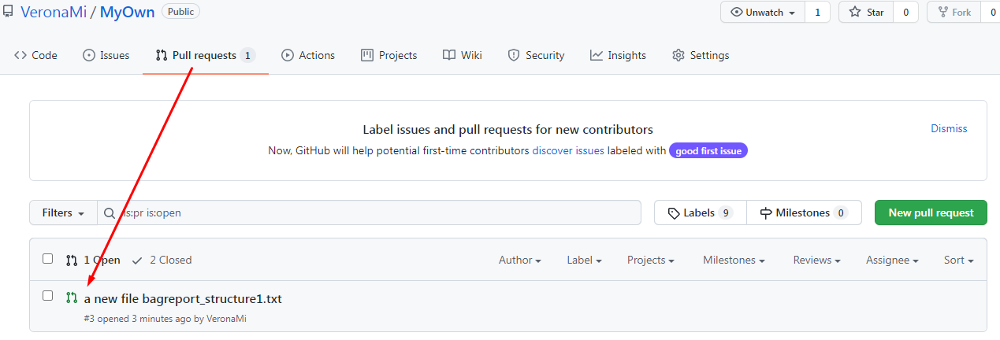 VeronaMi / MyOwn Public Unwatch 1 Star 0 Fork 0
Code Issues Pull requests 1 Actions Projects Wiki Security Insights Settings
Label issues and pull requests for new contributors
Dismiss
Now, GitHub will help potential first-time contributors discover issues labeled with good first issue
Filters is:pr is:open Labels 9 Milestones 0 New pull request
1 Open 2 Closed Author Label Projects Milestones Reviews Assignee Sort
a new file bagreport_structure1.txt
#3 opened 3 minutes ago by VeronaMi